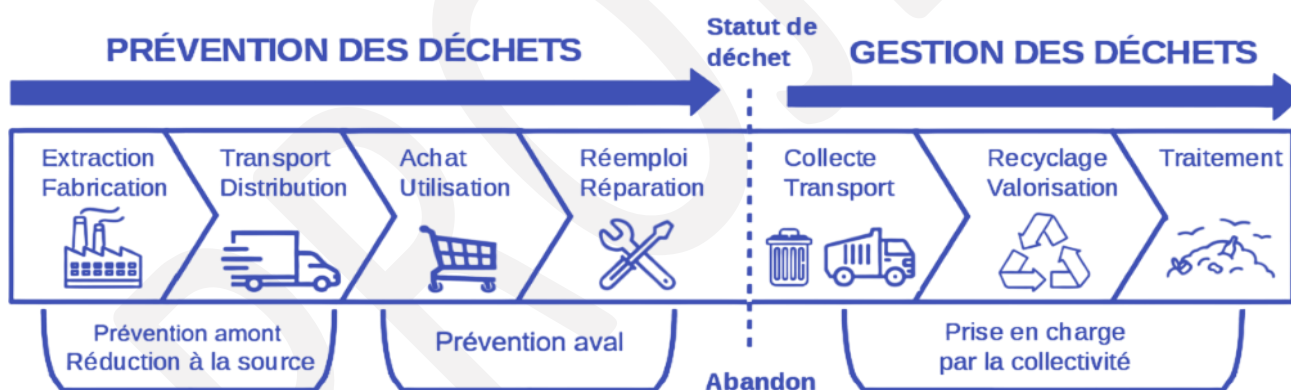 PRÉVENTION DES DÉCHETS
Statut de
déchet
GESTION DES DÉCHETS
Extraction
Fabrication
Transport
Distribution
Achat
Utilisation
Réemploi
Réparation
Collecte
Transport
Recyclage
Valorisation
Traitement
Prévention amont
Réduction à la source
Prévention aval
Abandon
Prise en charge
par la collectivité